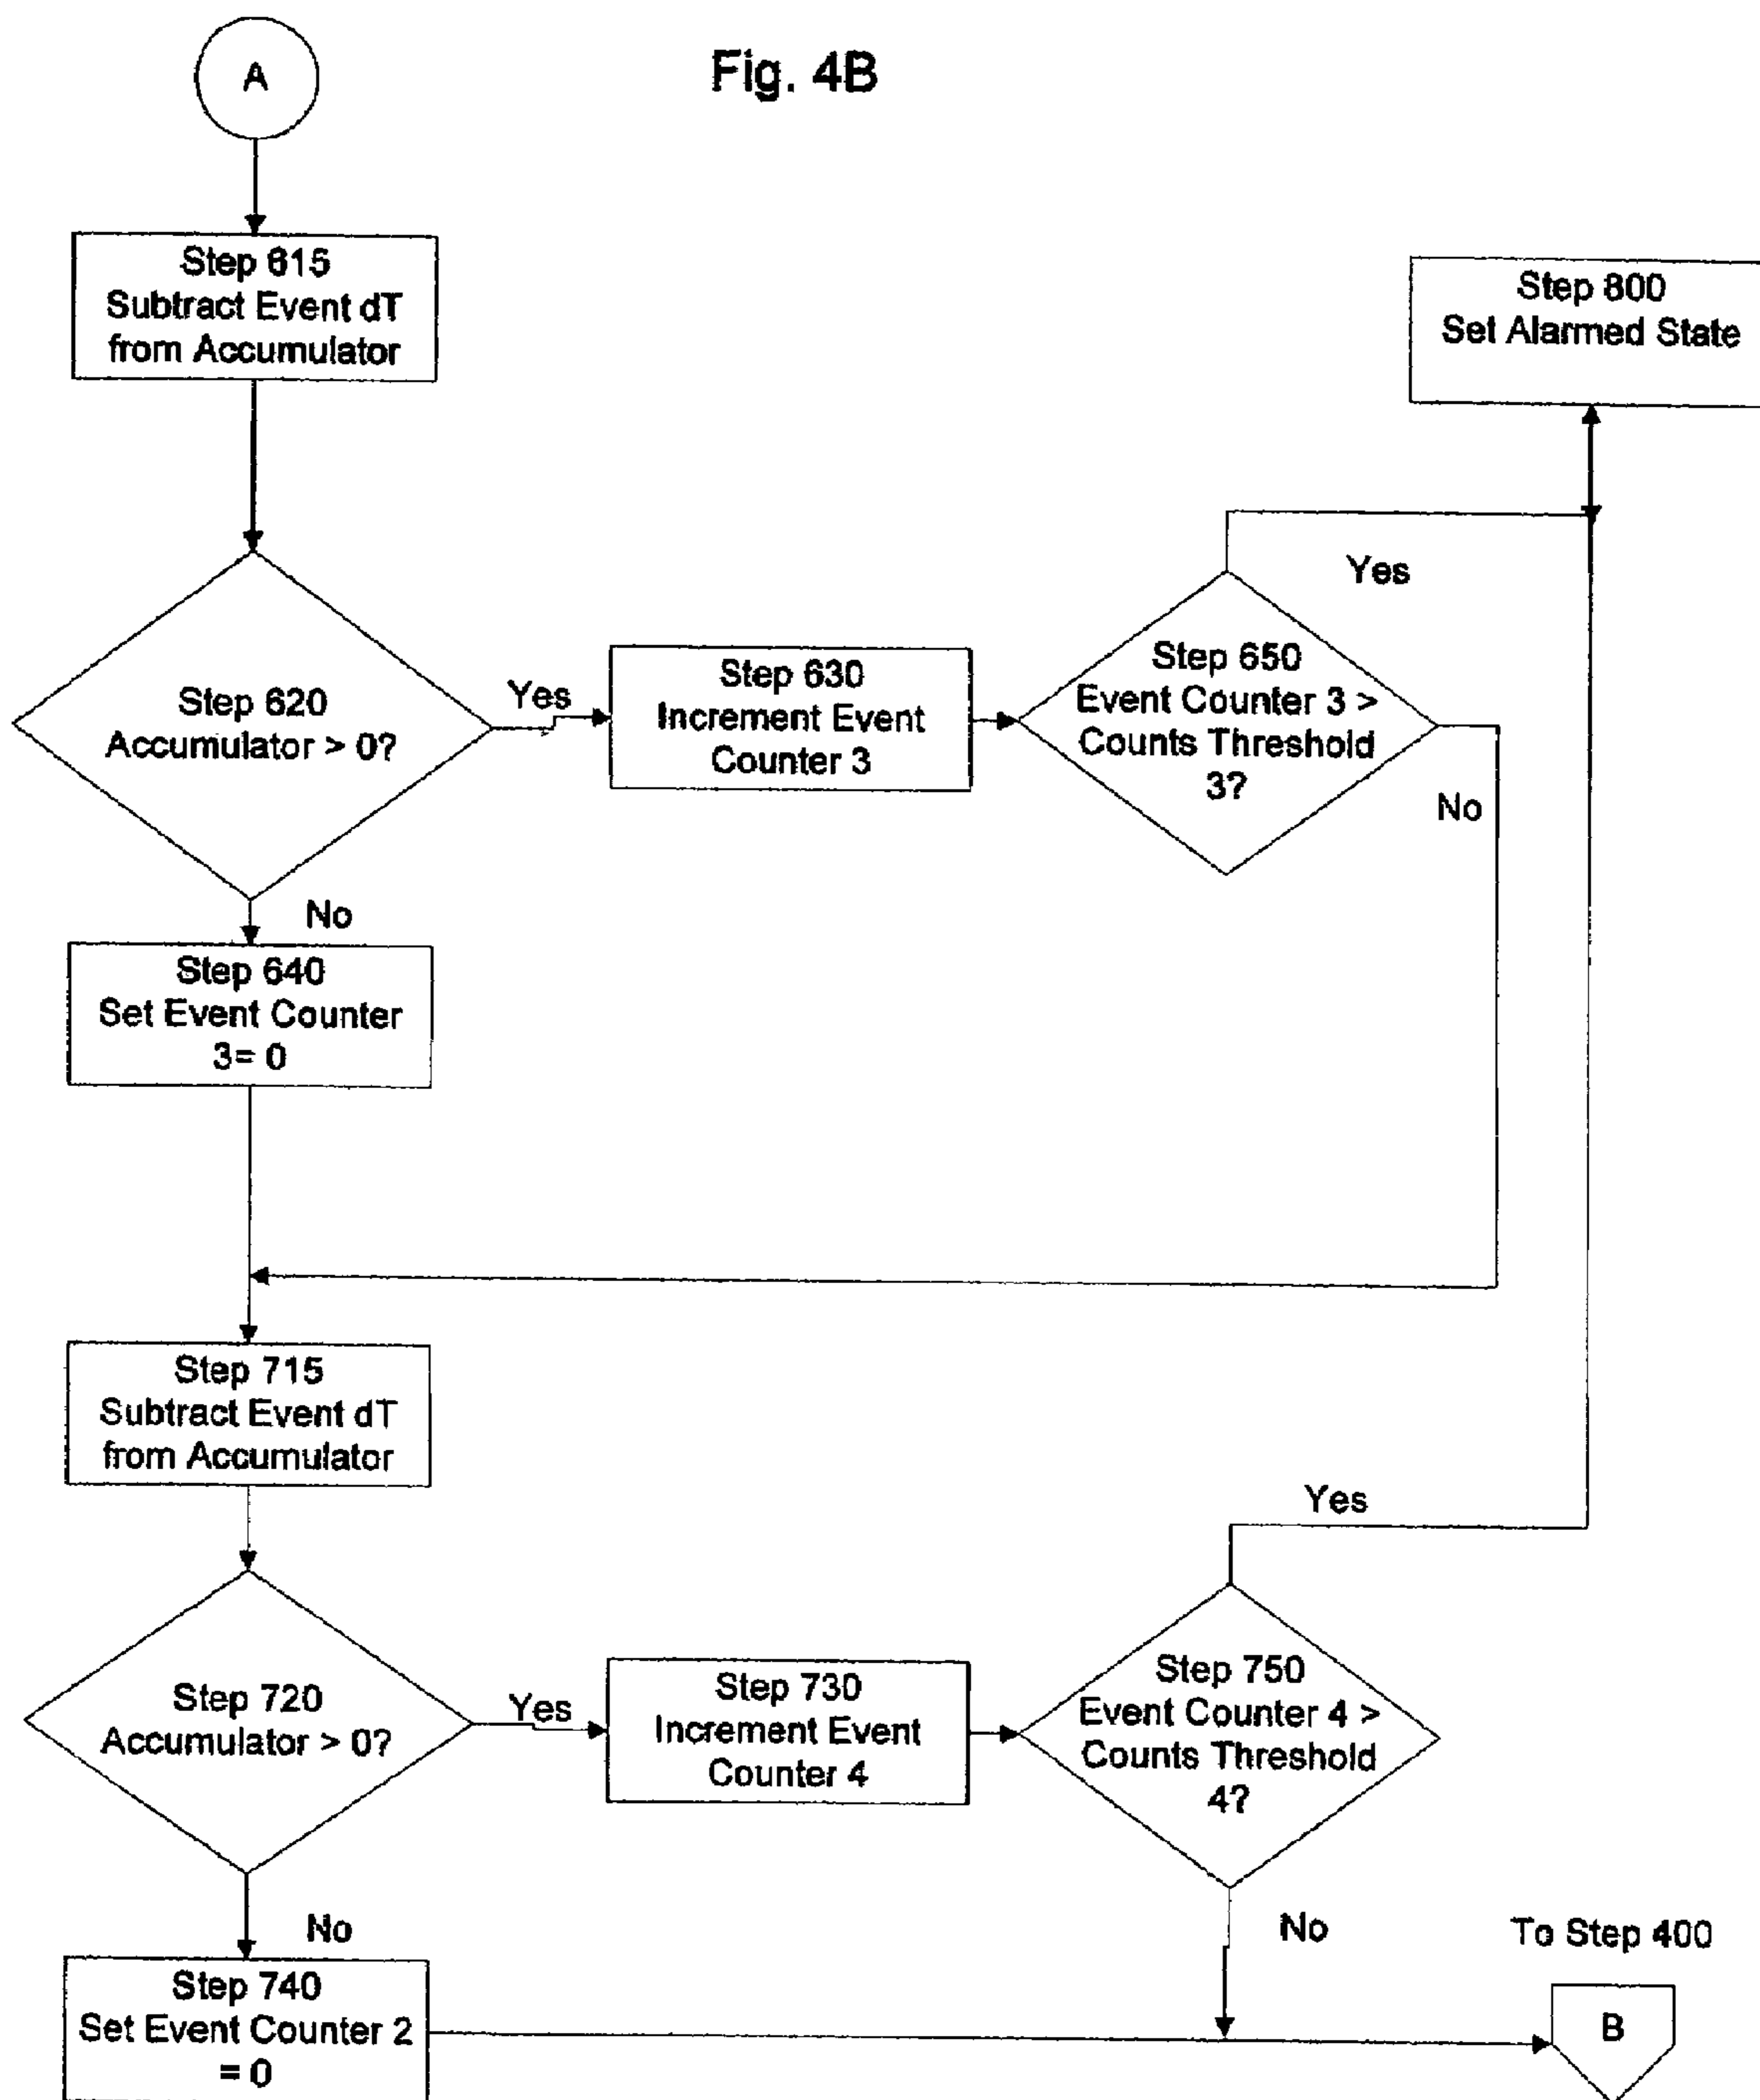 A
Fig. 4B
Step 615
Subtract Event dT
from Accumulator
Step 800
Set Alarmed State
Yes
Step 620
Accumulator > 0?
Yes
Step 630
Increment Event
Counter 3
Step 650
Event Counter 3 >
Counts Threshold
3?
No
No
Step 640
Set Event Counter
3= 0
Step 715
Subtract Event dT
from Accumulator
Yes
Step 720
Accumulator > 0?
Yes
Step 730
Increment Event
Counter 4
Step 750
Event Counter 4 >
Counts Threshold
4?
No
No
To Step 400
Step 740
Set Event Counter 2
= 0
B